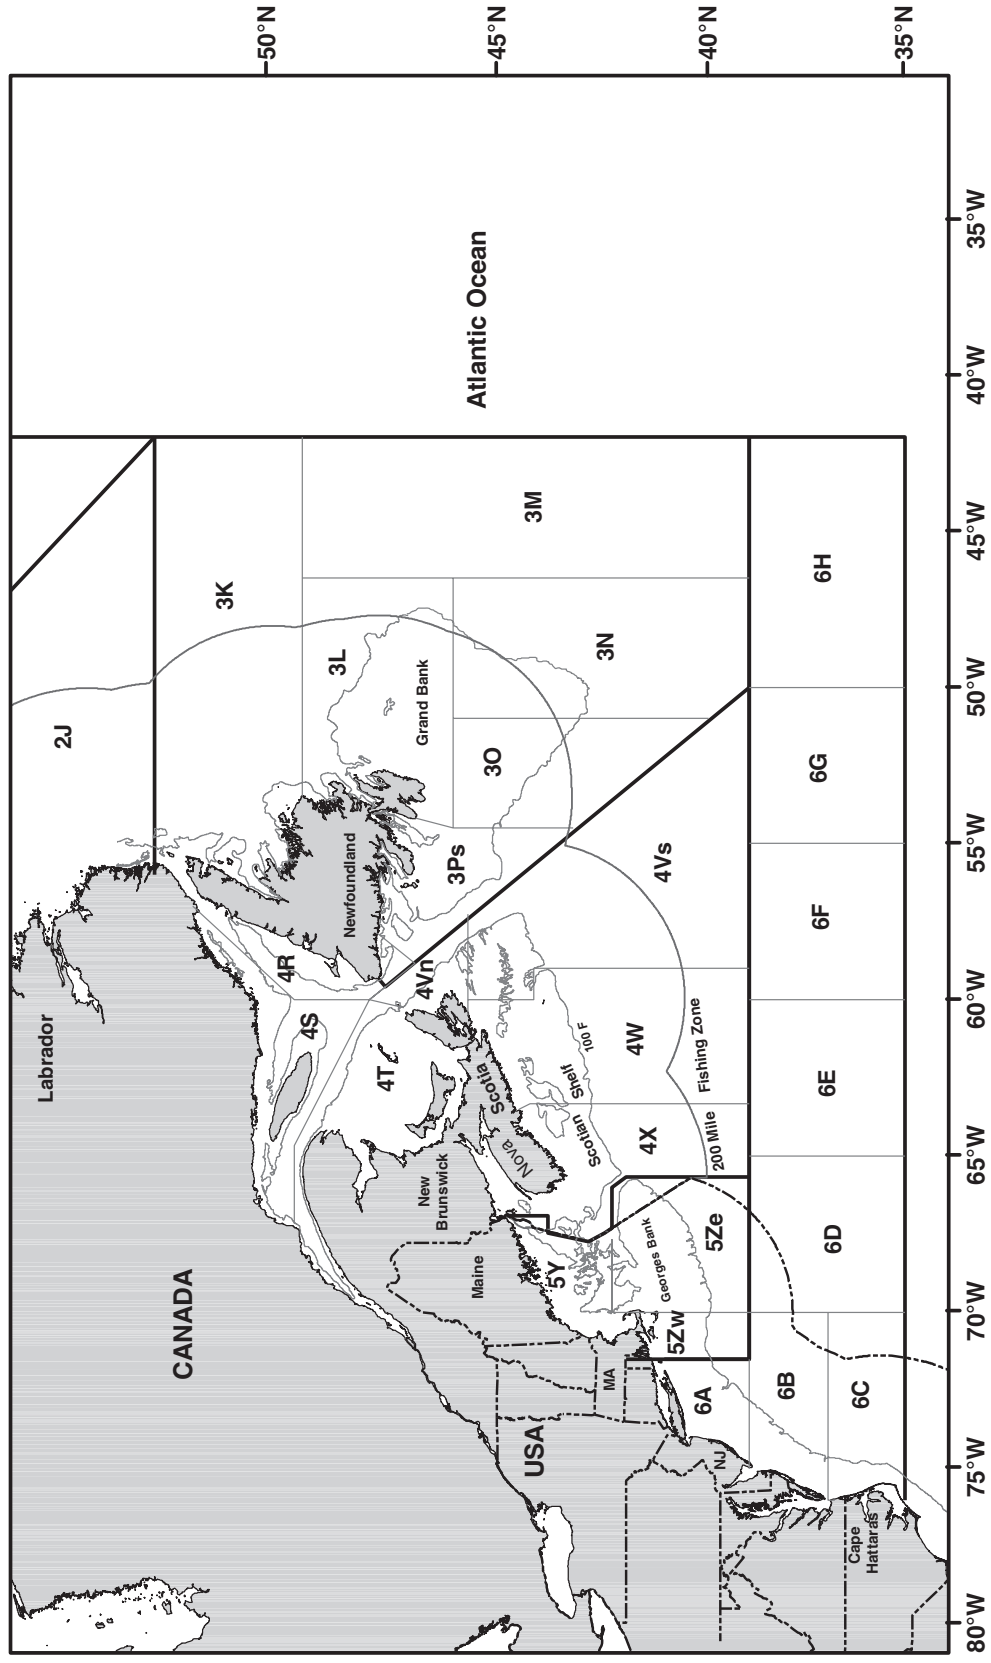 50°N
45°N
40°N
35°N
35°W
40°W
45°W
50°W
55°W
60°W
65°W
70°W
75°W
80°W
Atlantic Ocean
2J
3K
3L
3M
3N
3O
3Ps
Grand Bank
Newfoundland
Labrador
4R
4S
4T
4Vn
4Vs
4W
4X
Nova
Scotia
Scotian
Shelf
100 F
200 Mile
Fishing Zone
New
Brunswick
CANADA
Maine
USA
MA
NJ
5Y
Georges Bank
5Ze
5Zw
6A
6B
6C
6D
6E
6F
6G
6H
Cape
Hattaras